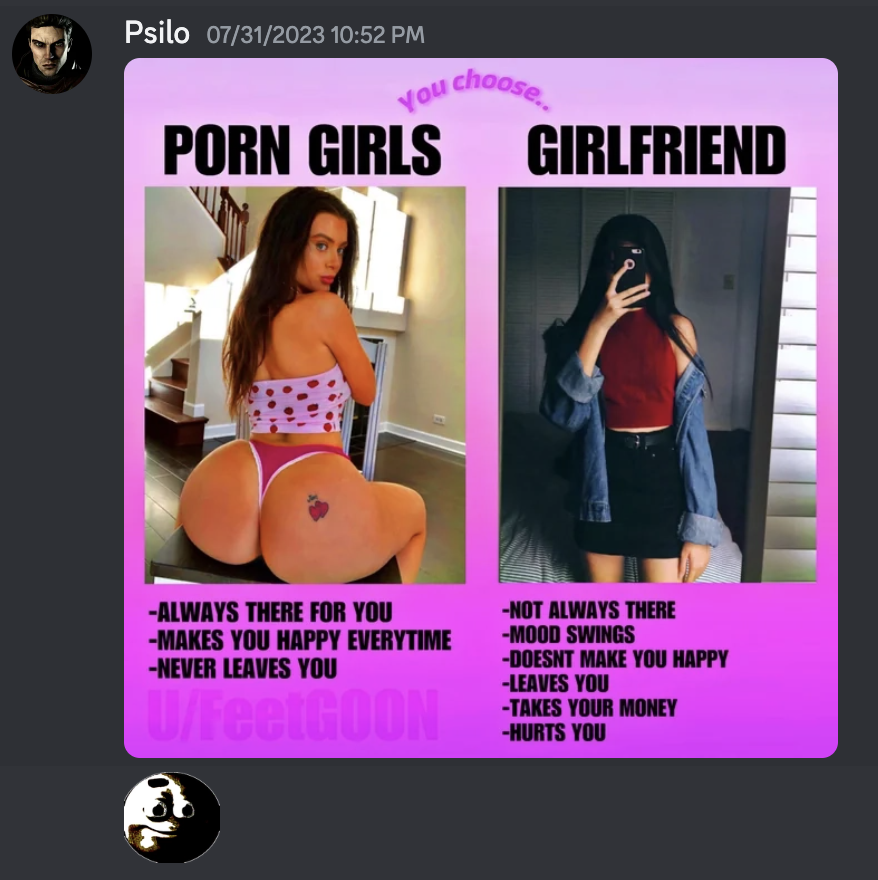 Psilo 07/31/2023 10:52 PM
You choose..
PORN GIRLS
GIRLFRIEND
-ALWAYS THERE FOR YOU
-MAKES YOU HAPPY EVERYTIME
-NEVER LEAVES YOU
U/FeetGOON
-NOT ALWAYS THERE
-MOOD SWINGS
-DOESNT MAKE YOU HAPPY
-LEAVES YOU
-TAKES YOUR MONEY
-HURTS YOU